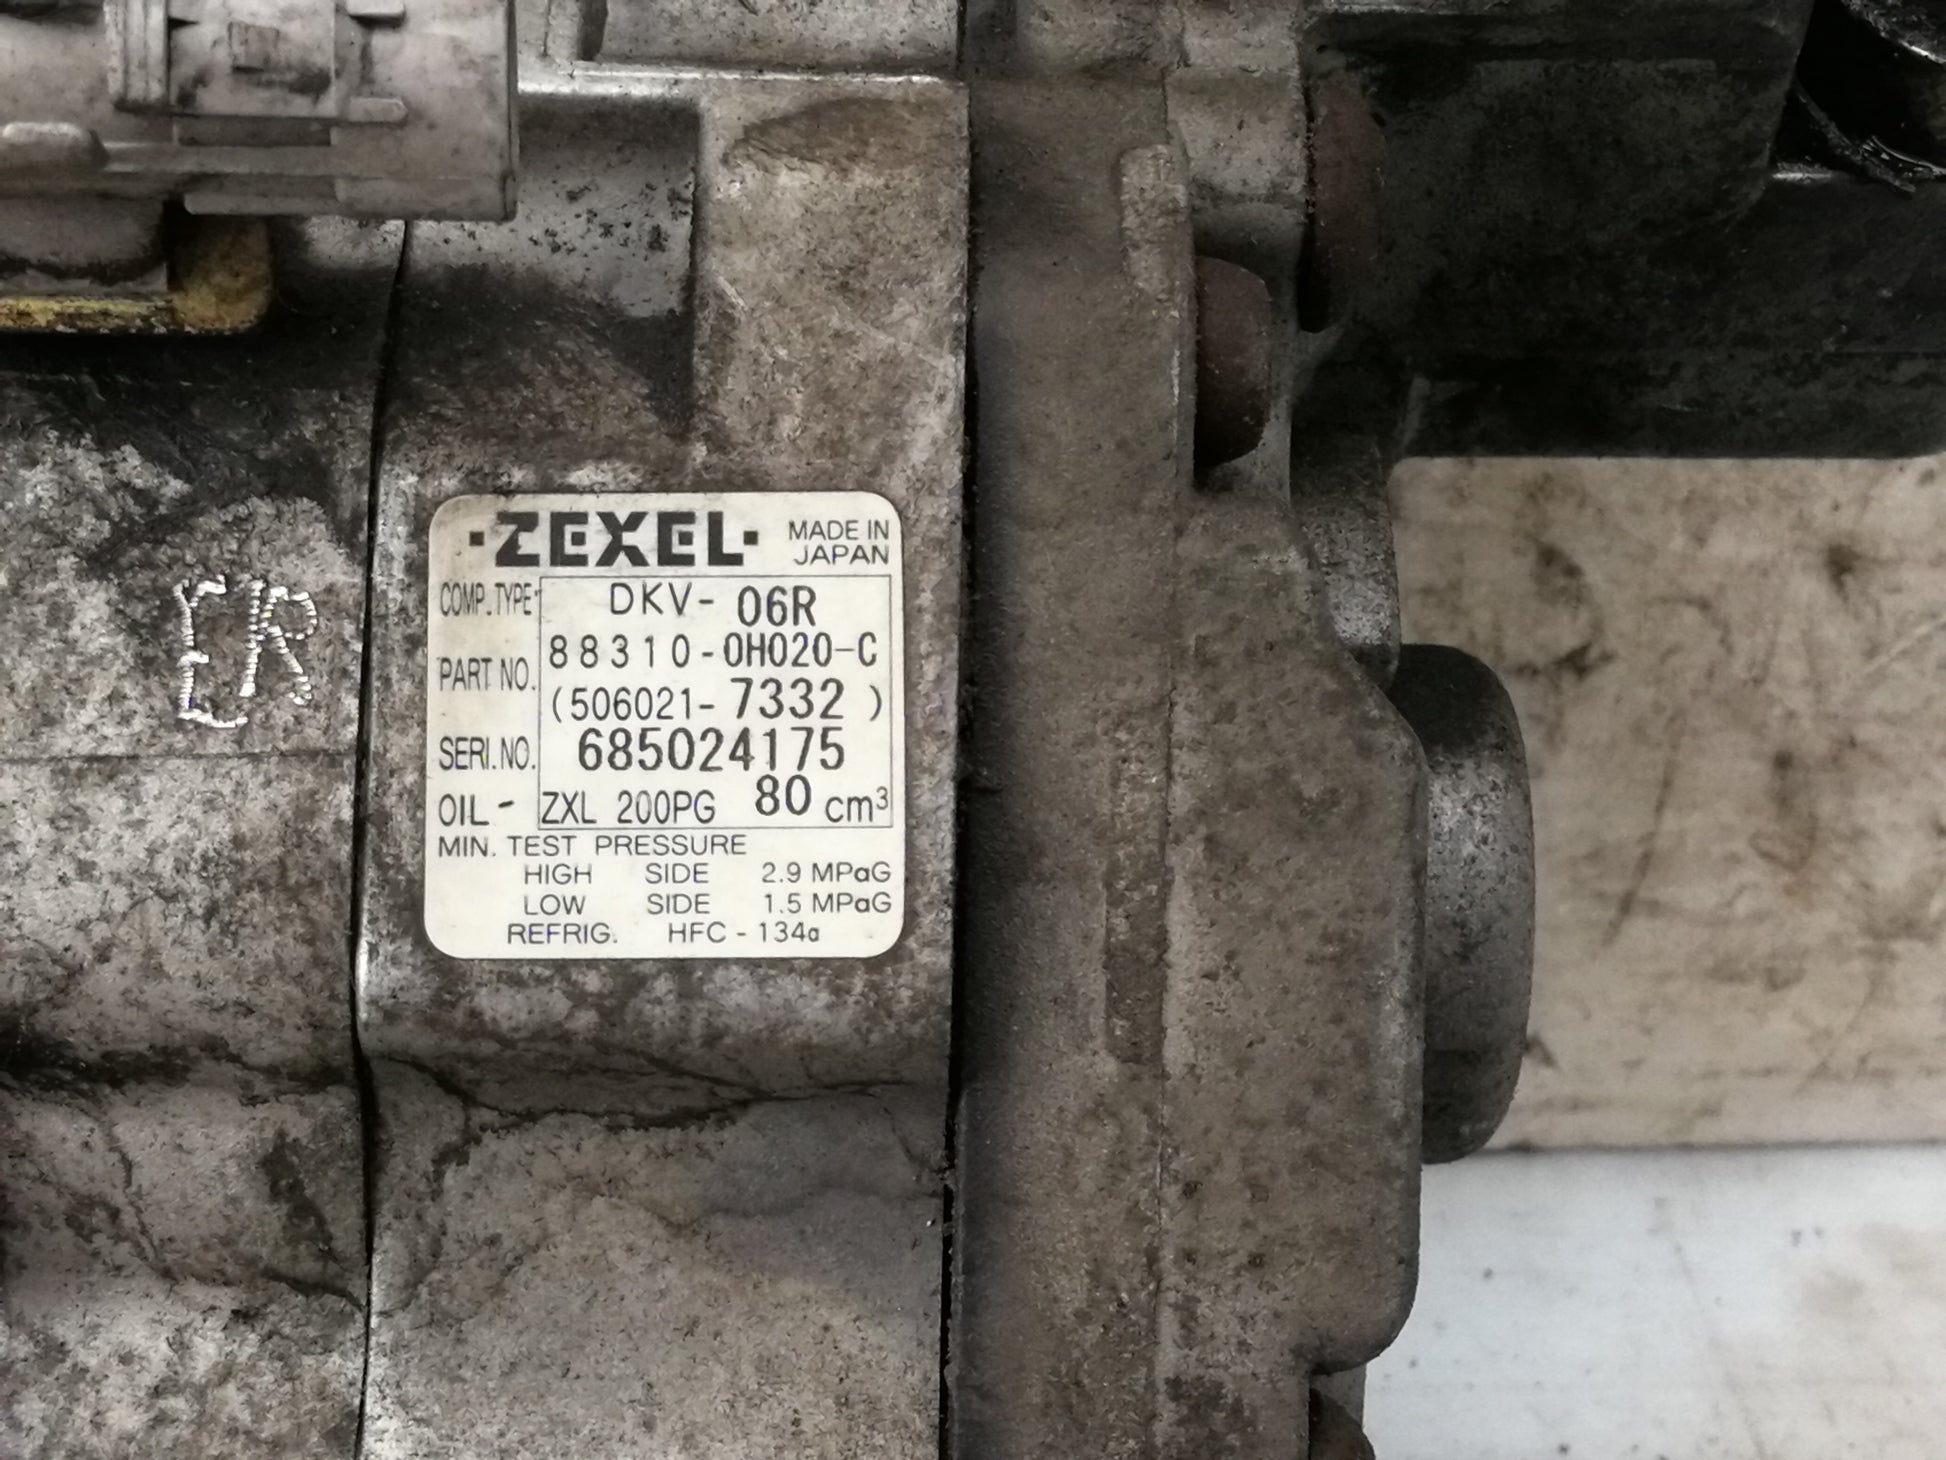 ·ZEXEL· MADE IN JAPAN
COMP. TYPE DKV- 06R
PART NO. 88310-0H020-C
(506021-7332)
SERI. NO. 685024175
OIL - ZXL 200PG 80 cm³
MIN. TEST PRESSURE
HIGH SIDE 2.9 MPaG
LOW SIDE 1.5 MPaG
REFRIG. HFC - 134a